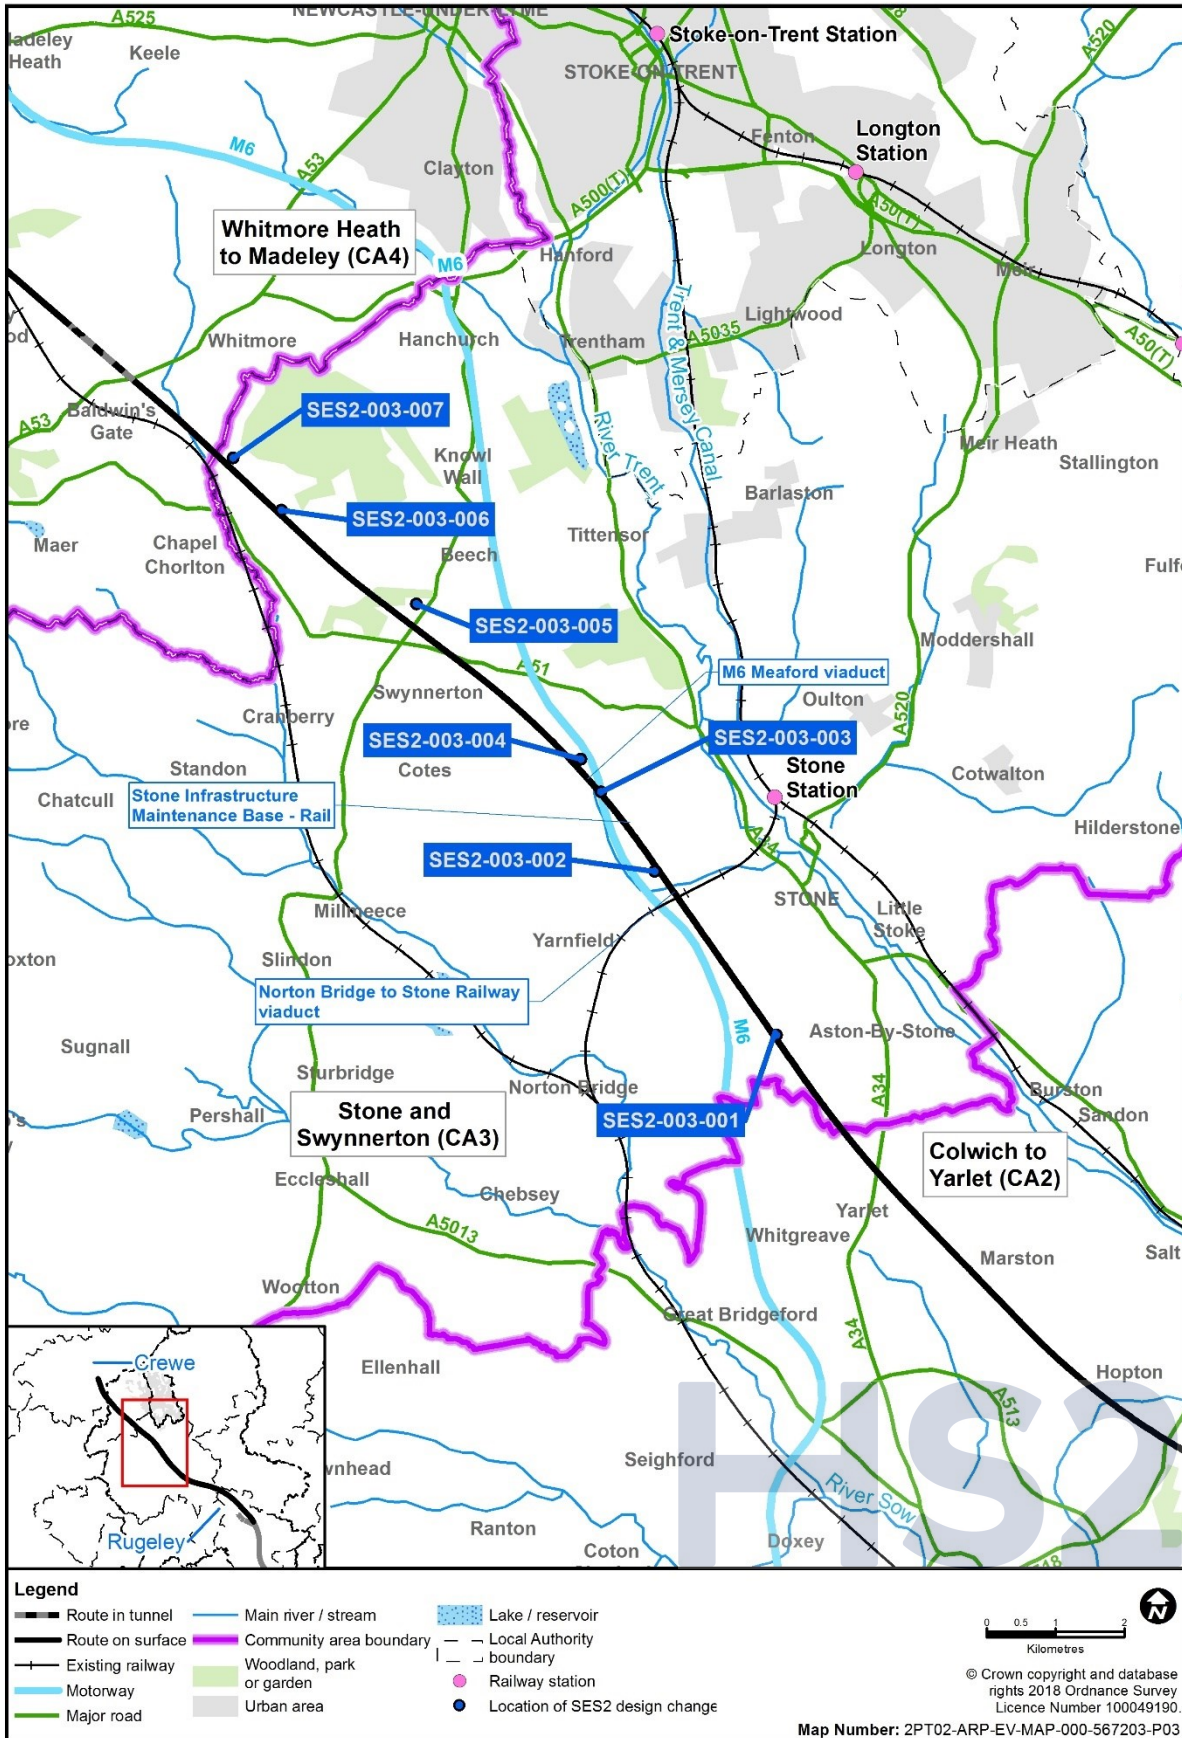 NEWCASTLE-UNDER-LYME
A525
Keele
Madeley
Heath
Stoke-on-Trent Station
A520
STOKE-ON-TRENT
M6
A53
Clayton
Fenton
Longton
Station
A500(T)
A50(T)
Whitmore Heath
to Madeley (CA4)
M6
Hanford
Longton
Meir
Trent & Mersey Canal
Lightwood
Whitmore
Hanchurch
Trentham
A5035
A50(T)
Baldwin's
Gate
A53
SES2-003-007
River Trent
Knowl
Wall
Meir Heath
Stallington
Barlaston
SES2-003-006
Maer
Chapel
Chorlton
Beech
Tittensor
SES2-003-005
Moddershall
A51
M6 Meaford viaduct
Swynnerton
Oulton
A520
Cranberry
SES2-003-004
SES2-003-003
Standon
Cotes
Stone
Station
Cotwalton
Chatcull
Stone Infrastructure
Maintenance Base - Rail
Hilderstone
A34
SES2-003-002
STONE
Millmeece
Little
Stoke
Yarnfield
Slindon
Norton Bridge to Stone Railway
viaduct
M6
Aston-By-Stone
Sugnall
Sturbridge
Norton Bridge
A34
Burston
Sandon
Pershall
Stone and
Swynnerton (CA3)
SES2-003-001
Colwich to
Yarlet (CA2)
Eccleshall
Chebsey
Yarlet
A5013
Whitgreave
Marston
Salt
Wootton
Great Bridgeford
A34
Ellenhall
Hopton
Crewe
A513
HS2
Seighford
River Sow
Ranton
Rugeley
Coton
Doxey
Legend
Route in tunnel
Route on surface
Existing railway
Motorway
Major road
Main river / stream
Community area boundary
Woodland, park
or garden
Urban area
Lake / reservoir
Local Authority
boundary
Railway station
Location of SES2 design change
N
0 0.5 1 2
Kilometres
© Crown copyright and database
rights 2018 Ordnance Survey
Licence Number 100049190.
Map Number: 2PT02-ARP-EV-MAP-000-567203-P03